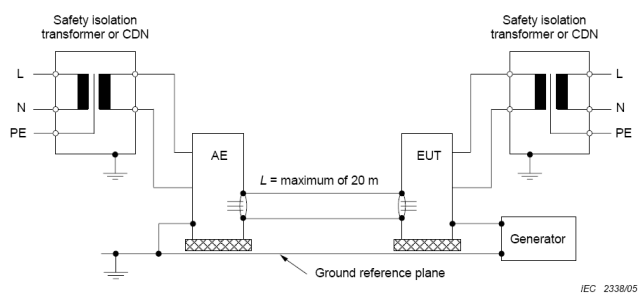 Safety isolation
transformer or CDN
Safety isolation
transformer or CDN
L
N
PE
L
N
PE
AE
EUT
L = maximum of 20 m
Generator
Ground reference plane
IEC 2338/05